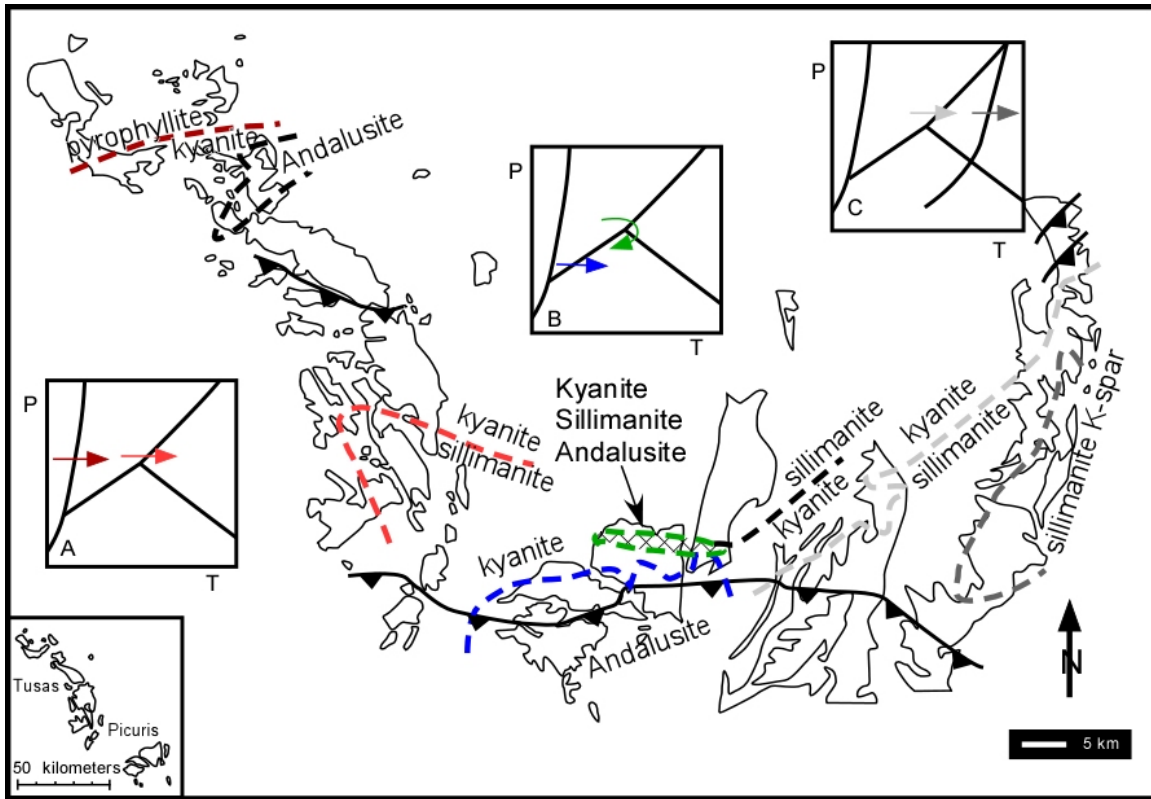 pyrophyllite
kyanite
Andalusite
P
C
T
P
B
T
P
A
T
kyanite
sillimanite
Kyanite
Sillimanite
Andalusite
sillimanite
kyanite
kyanite
sillimanite
sillimanite K-spar
kyanite
Andalusite
N
5 km
Tusas
Picuris
50 kilometers